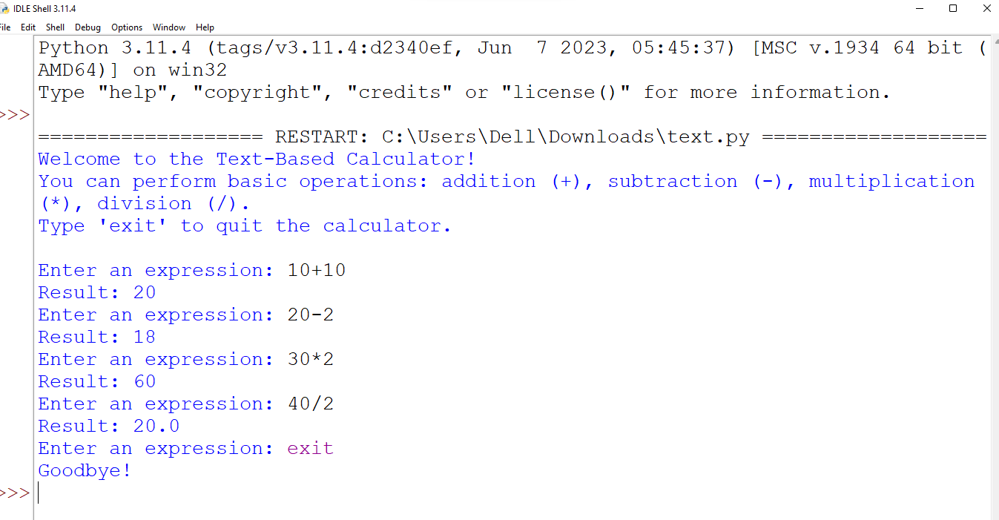 IDLE Shell 3.11.4
File Edit Shell Debug Options Window Help
Python 3.11.4 (tags/v3.11.4:d2340ef, Jun  7 2023, 05:45:37) [MSC v.1934 64 bit (
AMD64)] on win32
Type "help", "copyright", "credits" or "license()" for more information.
>>>
=================== RESTART: C:\Users\Dell\Downloads\text.py ===================
Welcome to the Text-Based Calculator!
You can perform basic operations: addition (+), subtraction (-), multiplication
(*), division (/).
Type 'exit' to quit the calculator.
Enter an expression: 10+10
Result: 20
Enter an expression: 20-2
Result: 18
Enter an expression: 30*2
Result: 60
Enter an expression: 40/2
Result: 20.0
Enter an expression: exit
Goodbye!
>>>